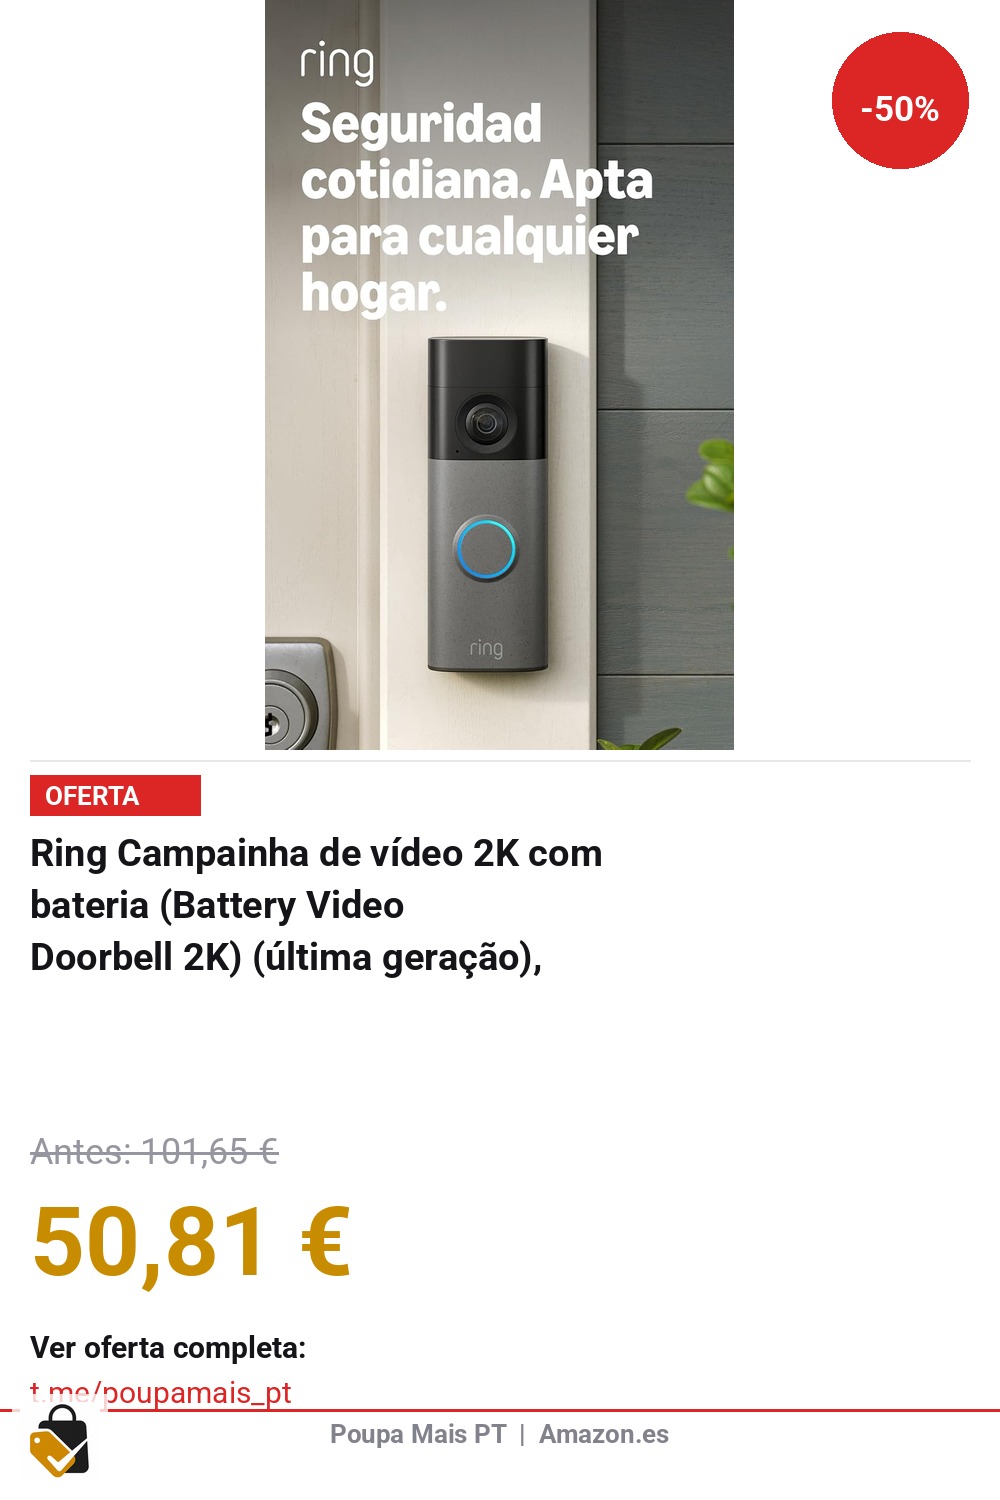 ring
Seguridad
cotidiana. Apta
para cualquier
hogar.
-50%
ring
OFERTA
Ring Campainha de vídeo 2K com
bateria (Battery Video
Doorbell 2K) (última geração),
Antes: 101,65 €
50,81 €
Ver oferta completa:
t.me/poupamais_pt
Poupa Mais PT | Amazon.es